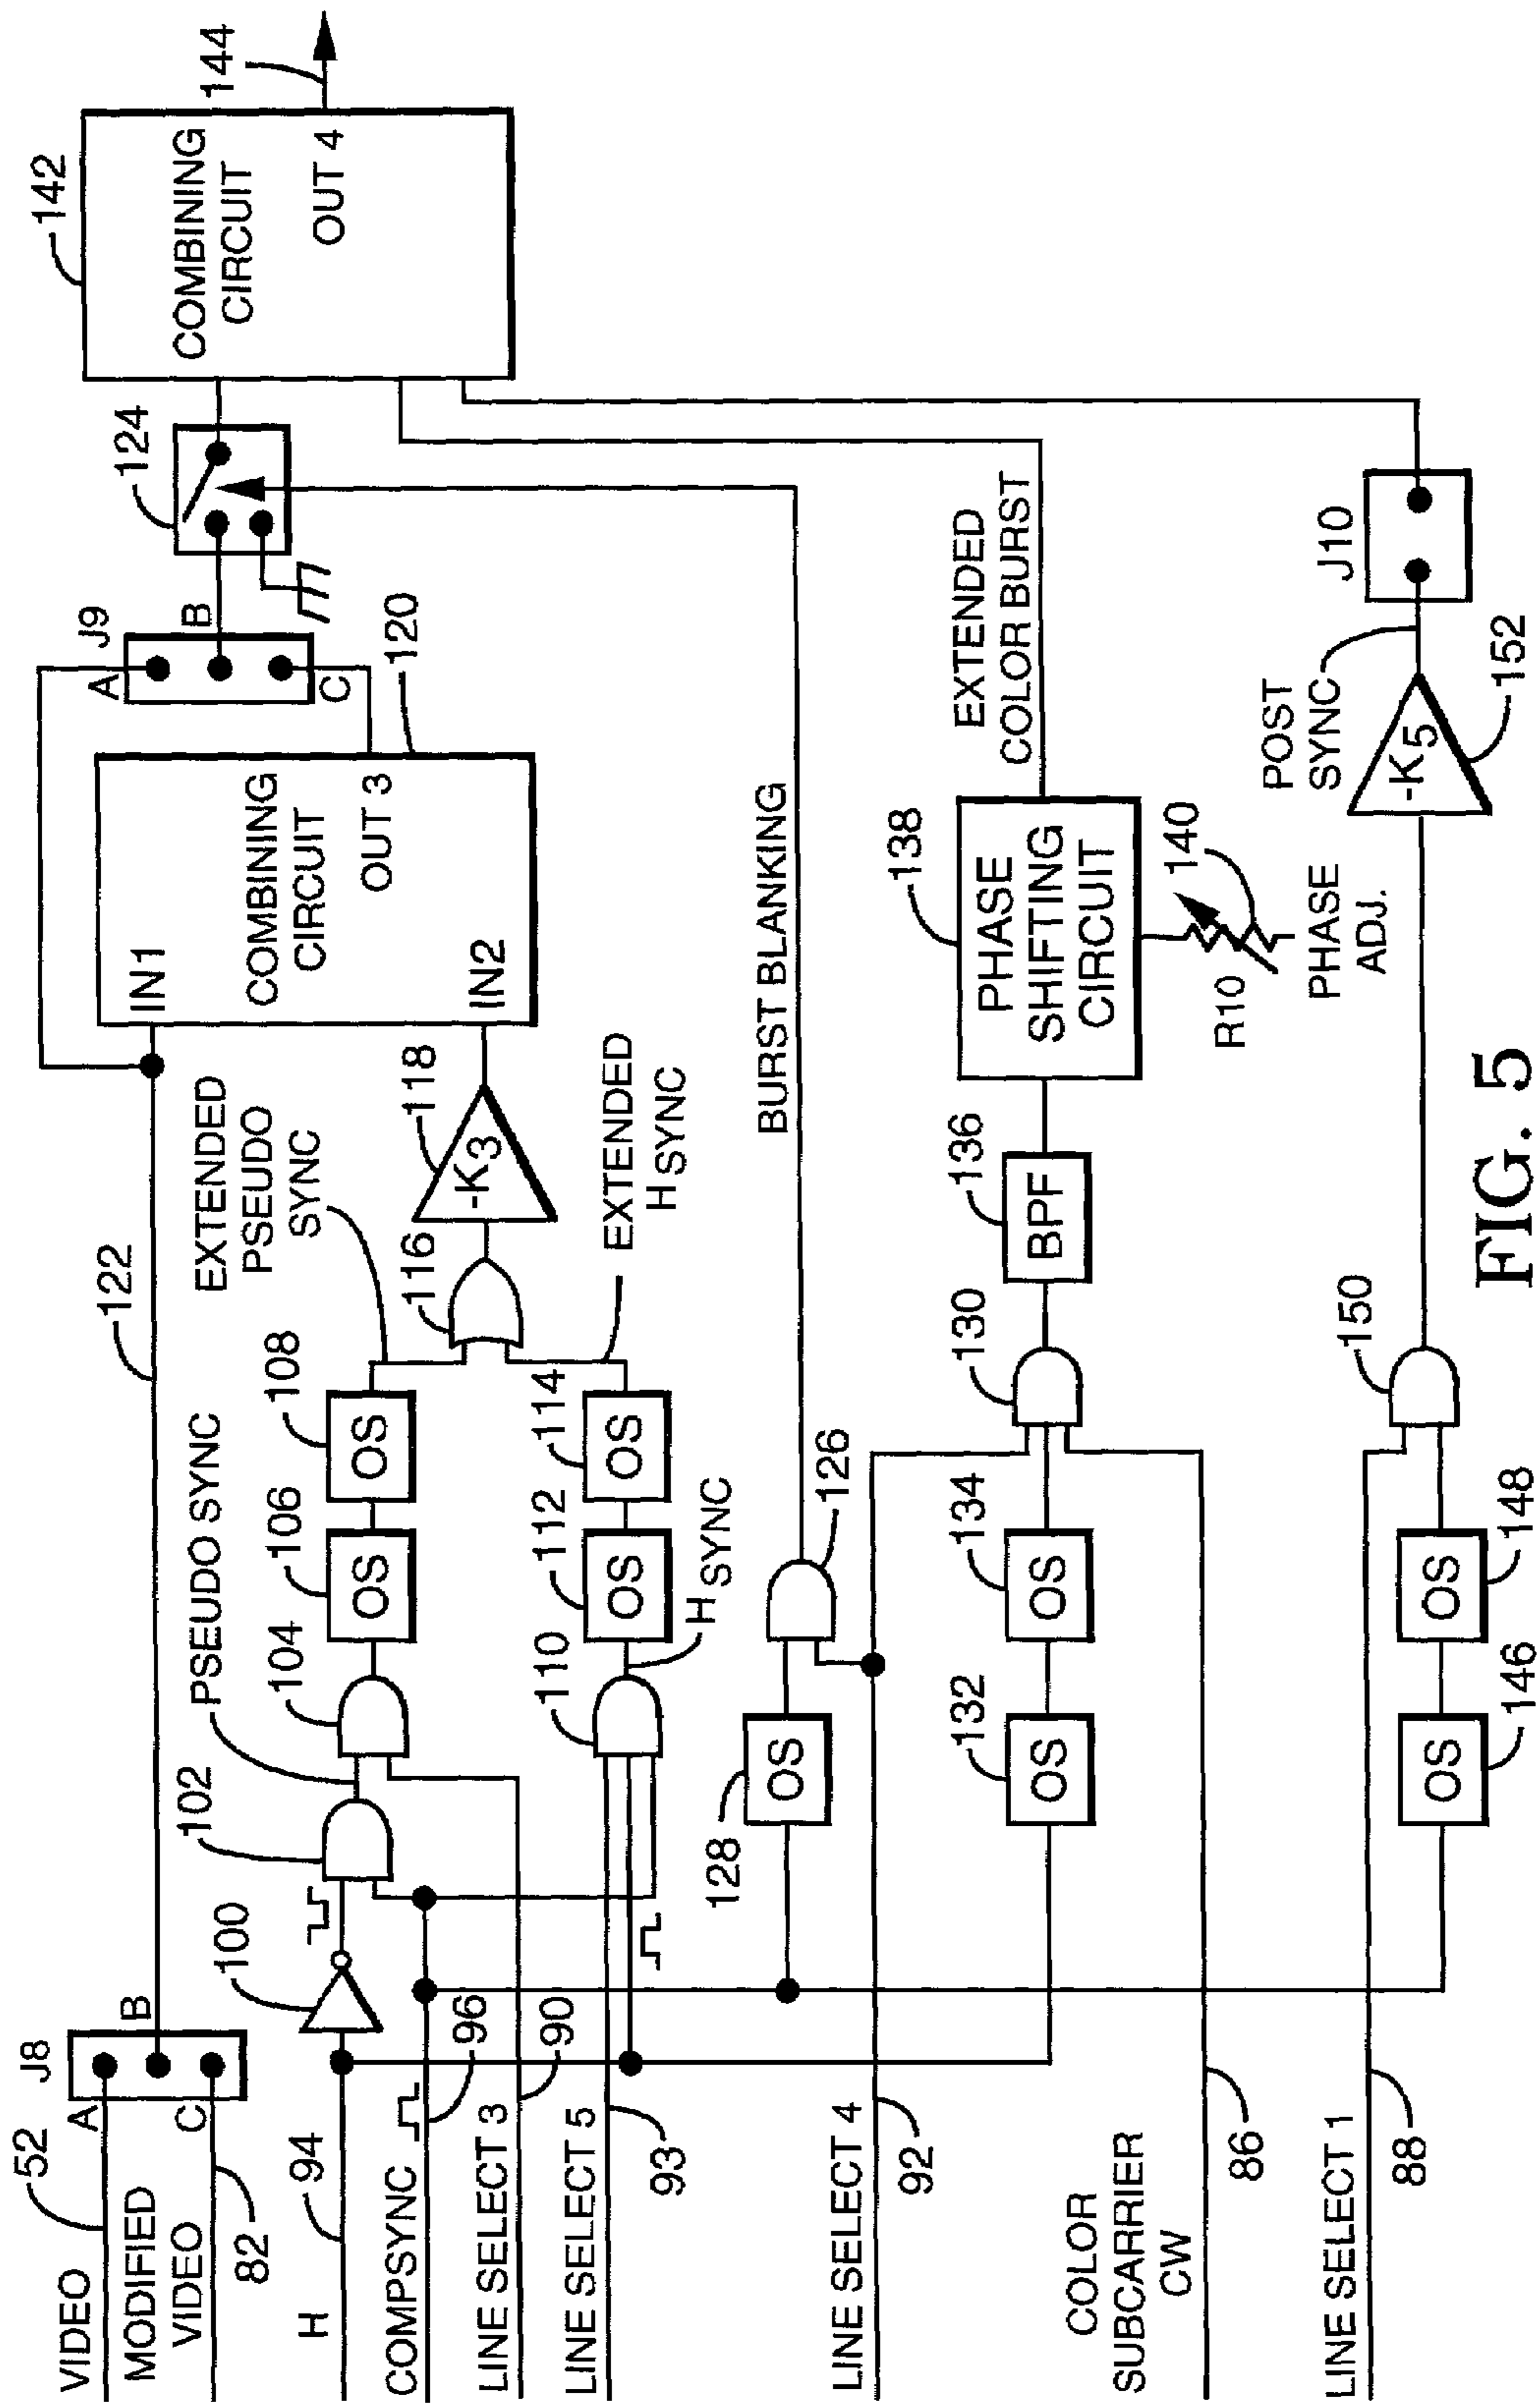 VIDEO
52
A
J8
B
MODIFIED
VIDEO
C
82
122
IN1
COMBINING
CIRCUIT
OUT 3
IN2
120
J9
A
B
C
124
142
COMBINING
CIRCUIT
OUT 4
144
H
94
100
102
PSEUDO SYNC
104
106
OS
108
OS
EXTENDED
PSEUDO
SYNC
116
118
-K3
COMPSYNC
96
LINE SELECT 3
90
LINE SELECT 5
93
110
H SYNC
112
OS
114
OS
EXTENDED
H SYNC
128
OS
126
BURST BLANKING
LINE SELECT 4
92
132
OS
134
OS
130
136
BPF
138
PHASE
SHIFTING
CIRCUIT
EXTENDED
COLOR BURST
R10
140
PHASE
ADJ.
COLOR
SUBCARRIER
CW
86
LINE SELECT 1
88
OS
146
OS
148
150
-K5
152
POST
SYNC
J10
FIG. 5